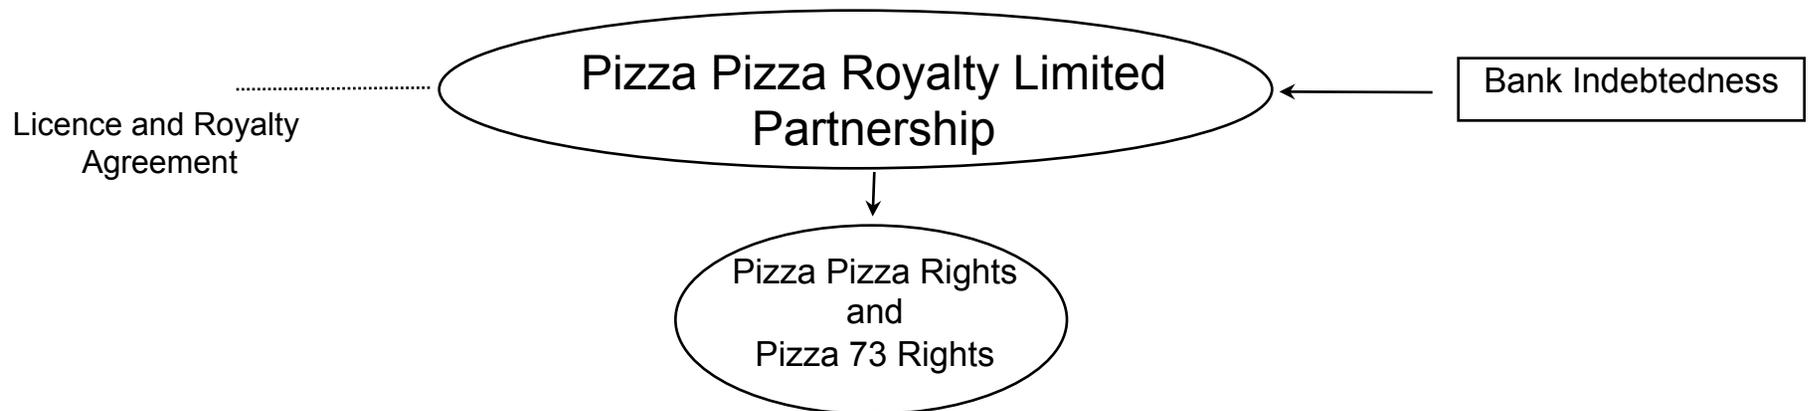 Pizza Pizza Royalty Limited
Partnership
Bank Indebtedness
Licence and Royalty
Agreement
Pizza Pizza Rights
and
Pizza 73 Rights